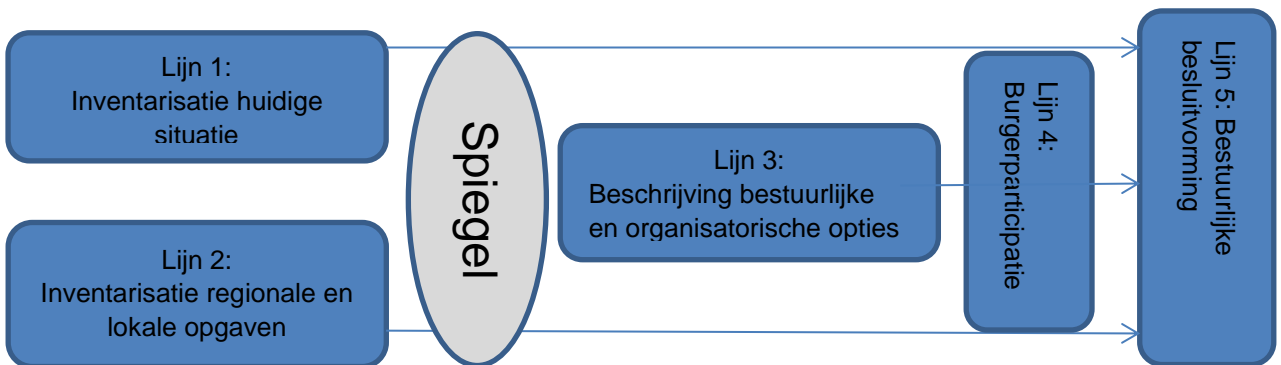 Lijn 1:
Inventarisatie huidige
situatie
Lijn 2:
Inventarisatie regionale en
lokale opgaven
Spiegel
Lijn 3:
Beschrijving bestuurlijke
en organisatorische opties
Lijn 4:
Burgerparticipatie
Lijn 5: Bestuurlijke
besluitvorming